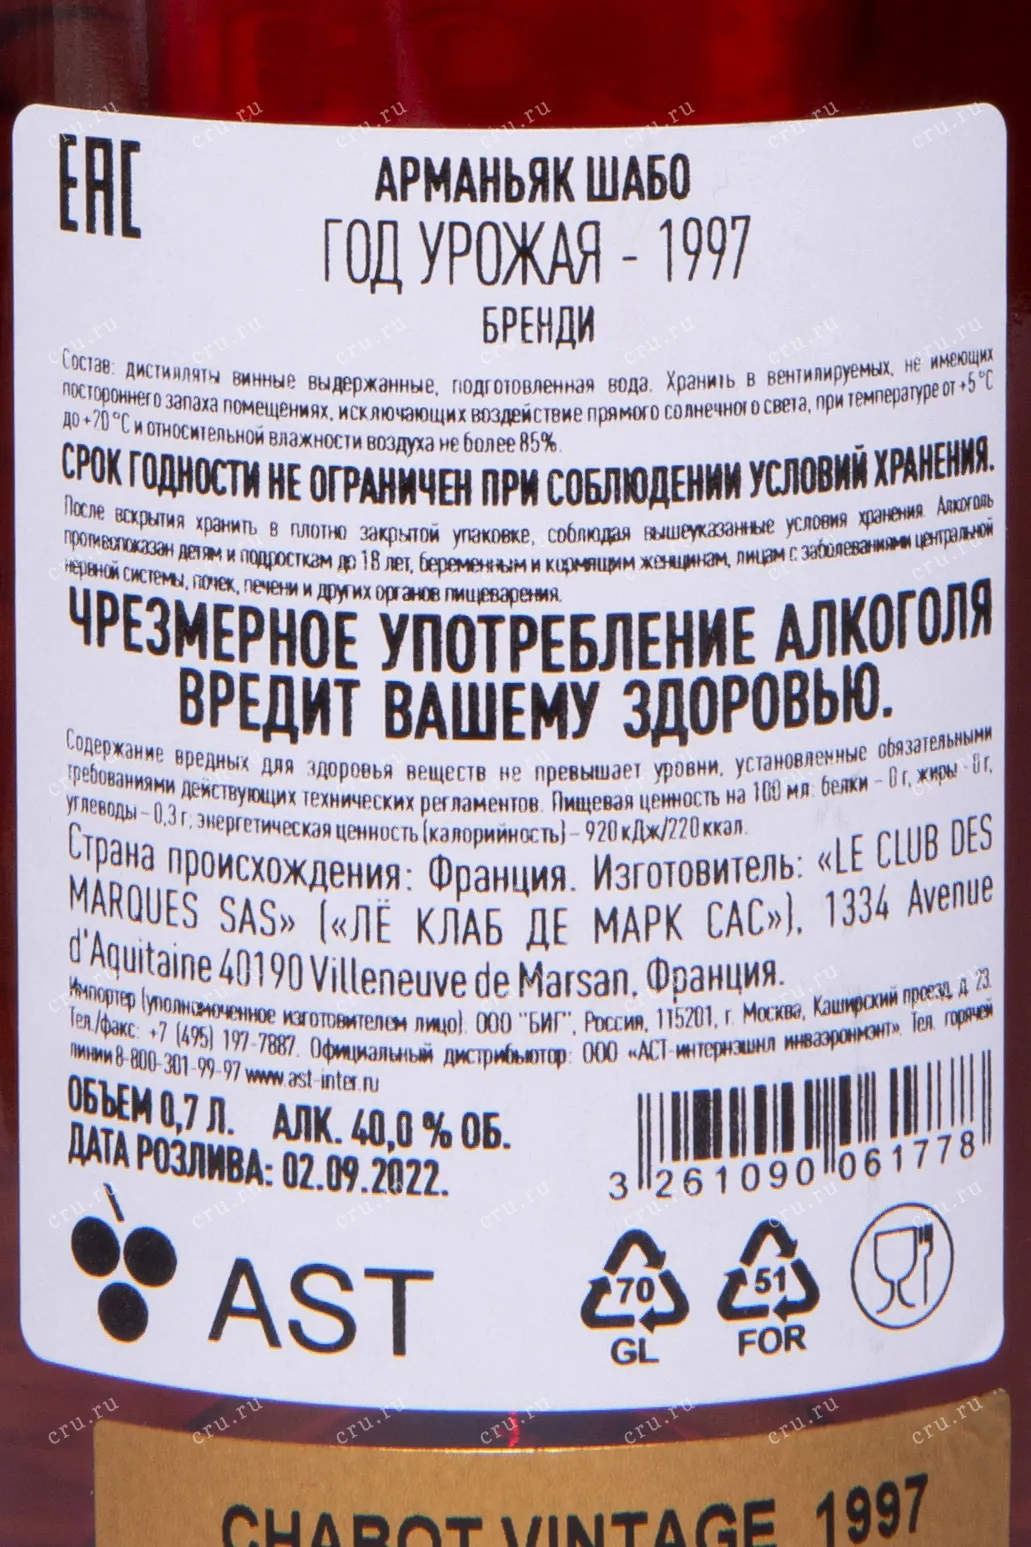 ЕАС
АРМАНЬЯК ШАБО
ГОД УРОЖАЯ - 1997
БРЕНДИ
Состав: дистилляты винные выдержанные, подготовленная вода. Хранить в вентилируемых, не имеющих
постороннего запаха помещениях, исключающих воздействие прямого солнечного света, при температуре от +5 °С
до +20 °С и относительной влажности воздуха не более 85%.
СРОК ГОДНОСТИ НЕ ОГРАНИЧЕН ПРИ СОБЛЮДЕНИИ УСЛОВИЙ ХРАНЕНИЯ.
После вскрытия хранить в плотно закрытой упаковке, соблюдая вышеуказанные условия хранения. Алкоголь
противопоказан детям и подросткам до 18 лет, беременным и кормящим женщинам, лицам с заболеваниями центральной
нервной системы, почек, печени и других органов пищеварения.
ЧРЕЗМЕРНОЕ УПОТРЕБЛЕНИЕ АЛКОГОЛЯ
ВРЕДИТ ВАШЕМУ ЗДОРОВЬЮ.
Содержание вредных для здоровья веществ не превышает уровни, установленные обязательными
требованиями действующих технических регламентов. Пищевая ценность на 100 мл: белки – 0 г, жиры - 0 г,
углеводы – 0,3 г; энергетическая ценность (калорийность) – 920 кДж/220 ккал.
Страна происхождения: Франция. Изготовитель: «LE CLUB DES
MARQUES SAS» («ЛЁ КЛАБ ДЕ МАРК САС»), 1334 Avenue
d'Aquitaine 40190 Villeneuve de Marsan, Франция.
Импортер (уполномоченное изготовителем лицо): ООО "БИГ", Россия, 115201, г. Москва, Каширский проезд, д. 23.
Тел./факс: +7 (495) 197-7887. Официальный дистрибьютор: ООО «АСТ-интернэшнл инваэронмэнт». Тел. горячей
линии 8-800-301-99-97 www.ast-inter.ru
ОБЪЕМ 0,7 Л. АЛК. 40,0 % ОБ.
ДАТА РОЗЛИВА: 02.09.2022.
3 261090 061778
AST
70
GL
51
FOR
CHABOT VINTAGE 1997
cru.ru